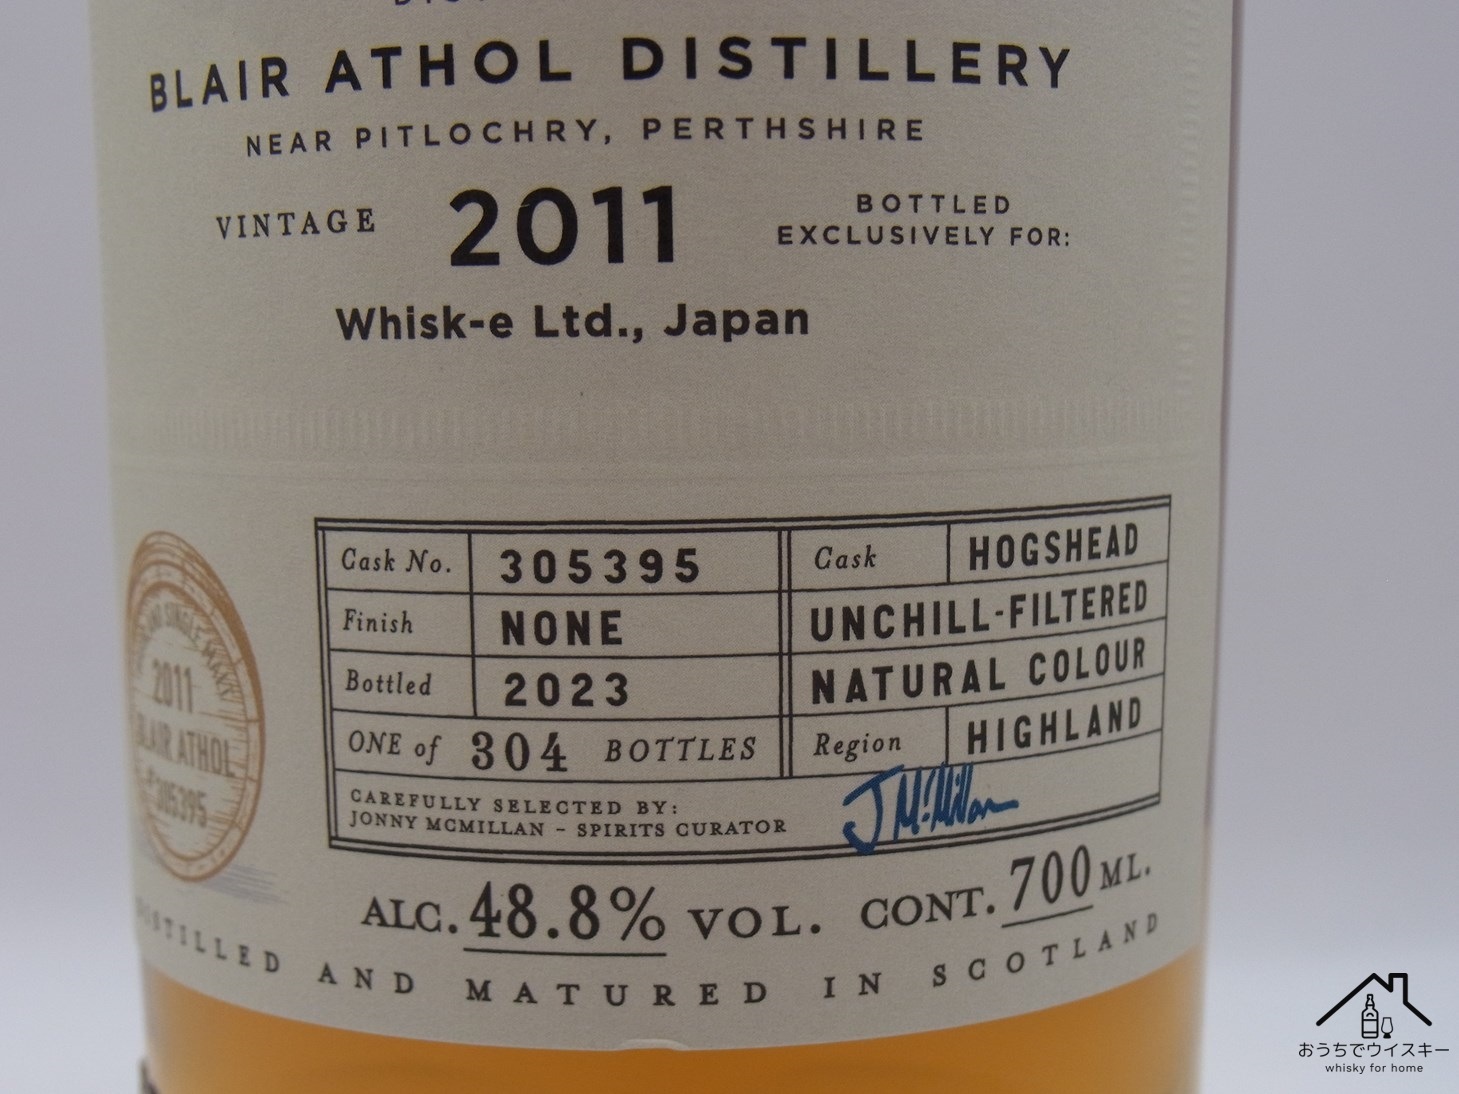 BLAIR ATHOL DISTILLERY
NEAR PITLOCHRY, PERTHSHIRE
VINTAGE 2011 BOTTLED EXCLUSIVELY FOR:
Whisk-e Ltd., Japan
Cask No. 305395 Cask HOGSHEAD
Finish NONE UNCHILL-FILTERED
Bottled 2023 NATURAL COLOUR
ONE of 304 BOTTLES Region HIGHLAND
CAREFULLY SELECTED BY:
JONNY MCMILLAN – SPIRITS CURATOR
J McMillan
SINGLE
2011
BLAIR ATHOL
#305395
ALC. 48.8% VOL. CONT. 700 ML.
DISTILLED AND MATURED IN SCOTLAND
おうちでウイスキー
whisky for home